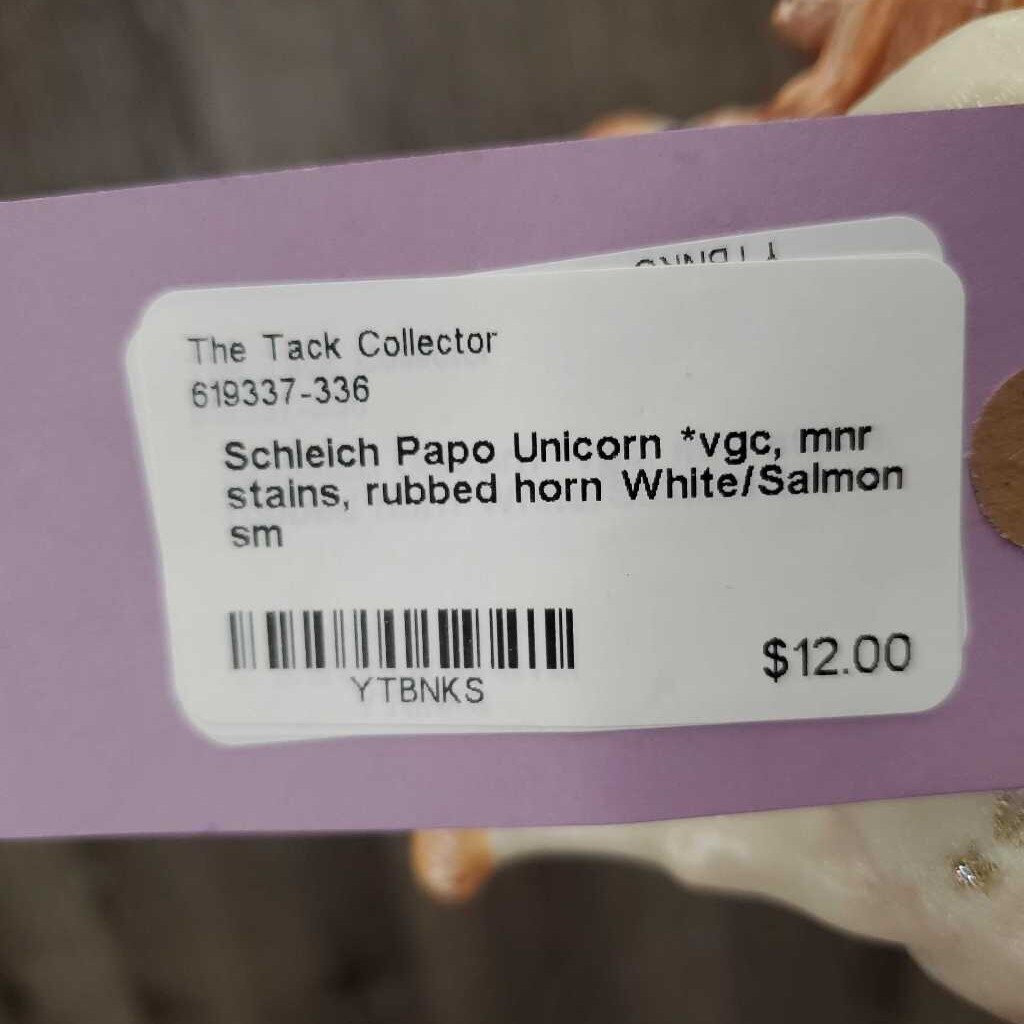 The Tack Collector
619337-336
Schleich Papo Unicorn *vgc, mnr
stains, rubbed horn White/Salmon
sm
YTBNKS
$12.00